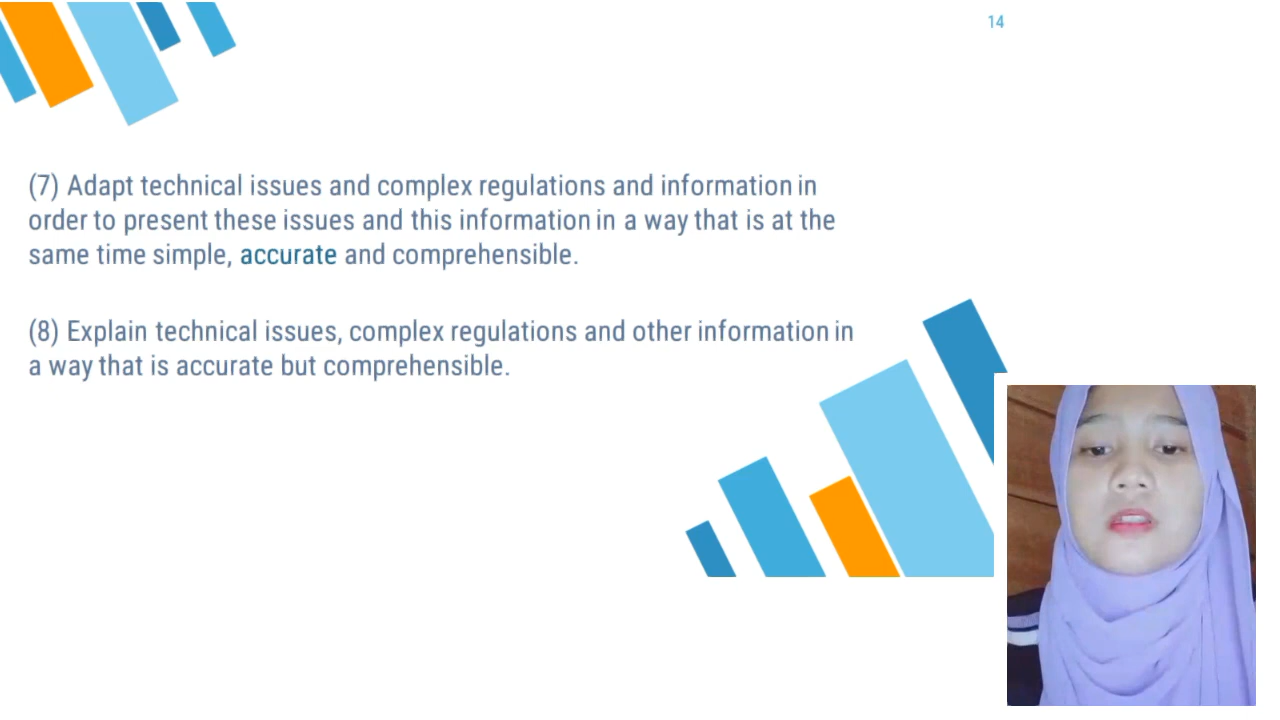 14
(7) Adapt technical issues and complex regulations and information in
order to present these issues and this information in a way that is at the
same time simple, accurate and comprehensible.
(8) Explain technical issues, complex regulations and other information in
a way that is accurate but comprehensible.